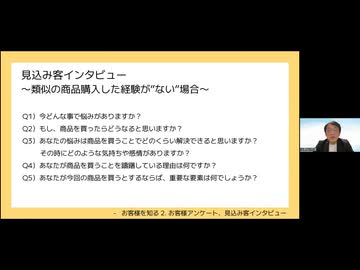 見込み客インタビュー
〜類似の商品購入した経験が”ない”場合〜
Q1）今どんな事で悩みがありますか？
Q2）もし、商品を買ったらどうなると思いますか？
Q3）あなたの悩みは商品を買うことでどのくらい解決できると思いますか？
その時にどのような気持ちや感情がありますか？
Q4）あなたが商品を買うことを躊躇している理由は何ですか？
Q5）あなたが今回の商品を買うとするならば、重要な要素は何でしょうか？
- お客様を知る 2. お客様アンケート、見込み客インタビュー